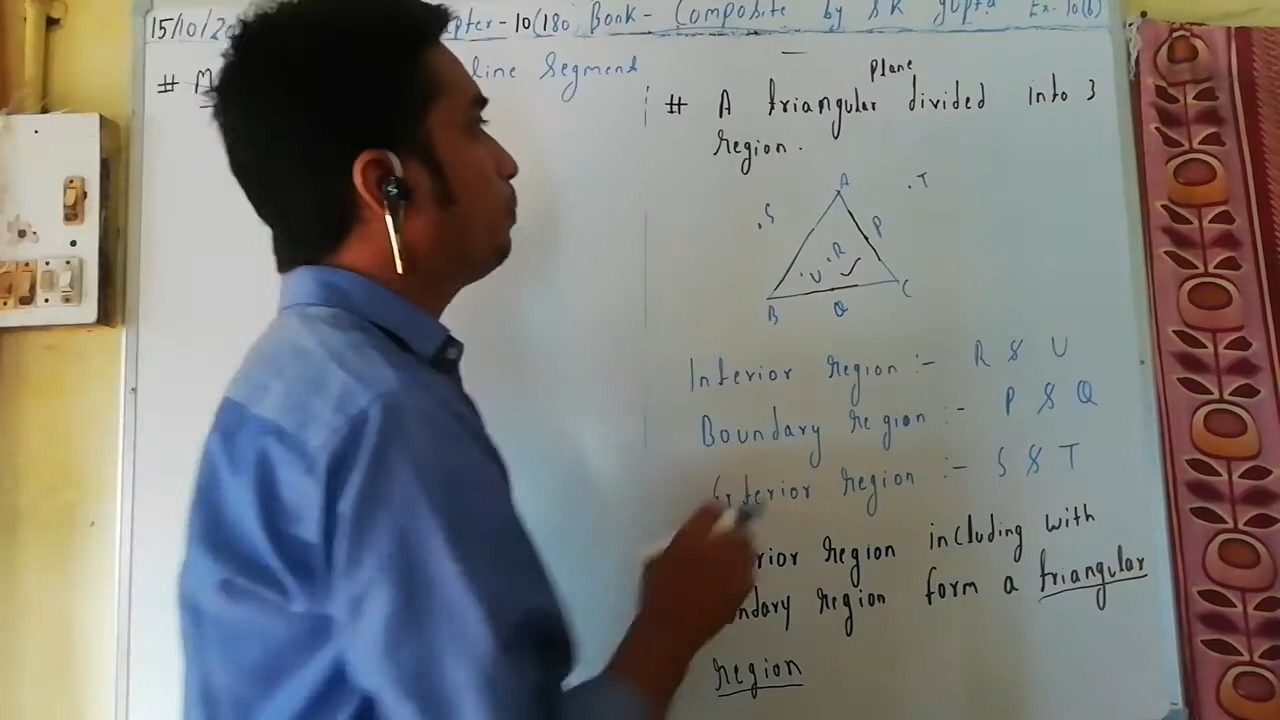 15/10/20 pter-10(180 Book- Composite by S K Gupta Ex. 10(b)
# line Segment
plane
# A triangular divided into 3
region.
A
.T
.S
P
.R
.U
B
C
Q
Interior region :- R & U
Boundary region :- P & Q
Exterior region :- S & T
rior region including with
ndary region form a triangular
region